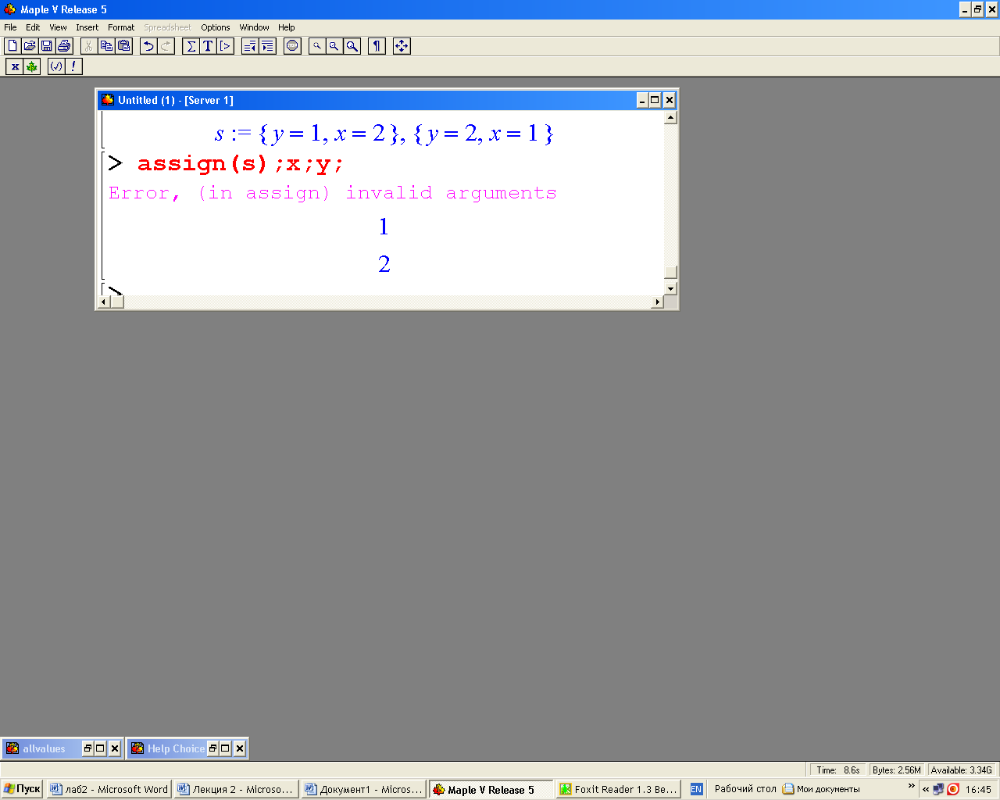 Maple V Release 5
File Edit View Insert Format Spreadsheet Options Window Help
Σ T [>
x (√) !
Untitled (1) - [Server 1]
s := { y = 1, x = 2 }, { y = 2, x = 1 }
> assign(s);x;y;
Error, (in assign) invalid arguments
1
2
>
allvalues Help Choice
Time: 8.6s Bytes: 2.56M Available: 3.34G
Пуск лаб2 - Microsoft Word Лекция 2 - Microso... Документ1 - Micros... Maple V Release 5 Foxit Reader 1.3 Be... EN Рабочий стол Мои документы » « 16:45